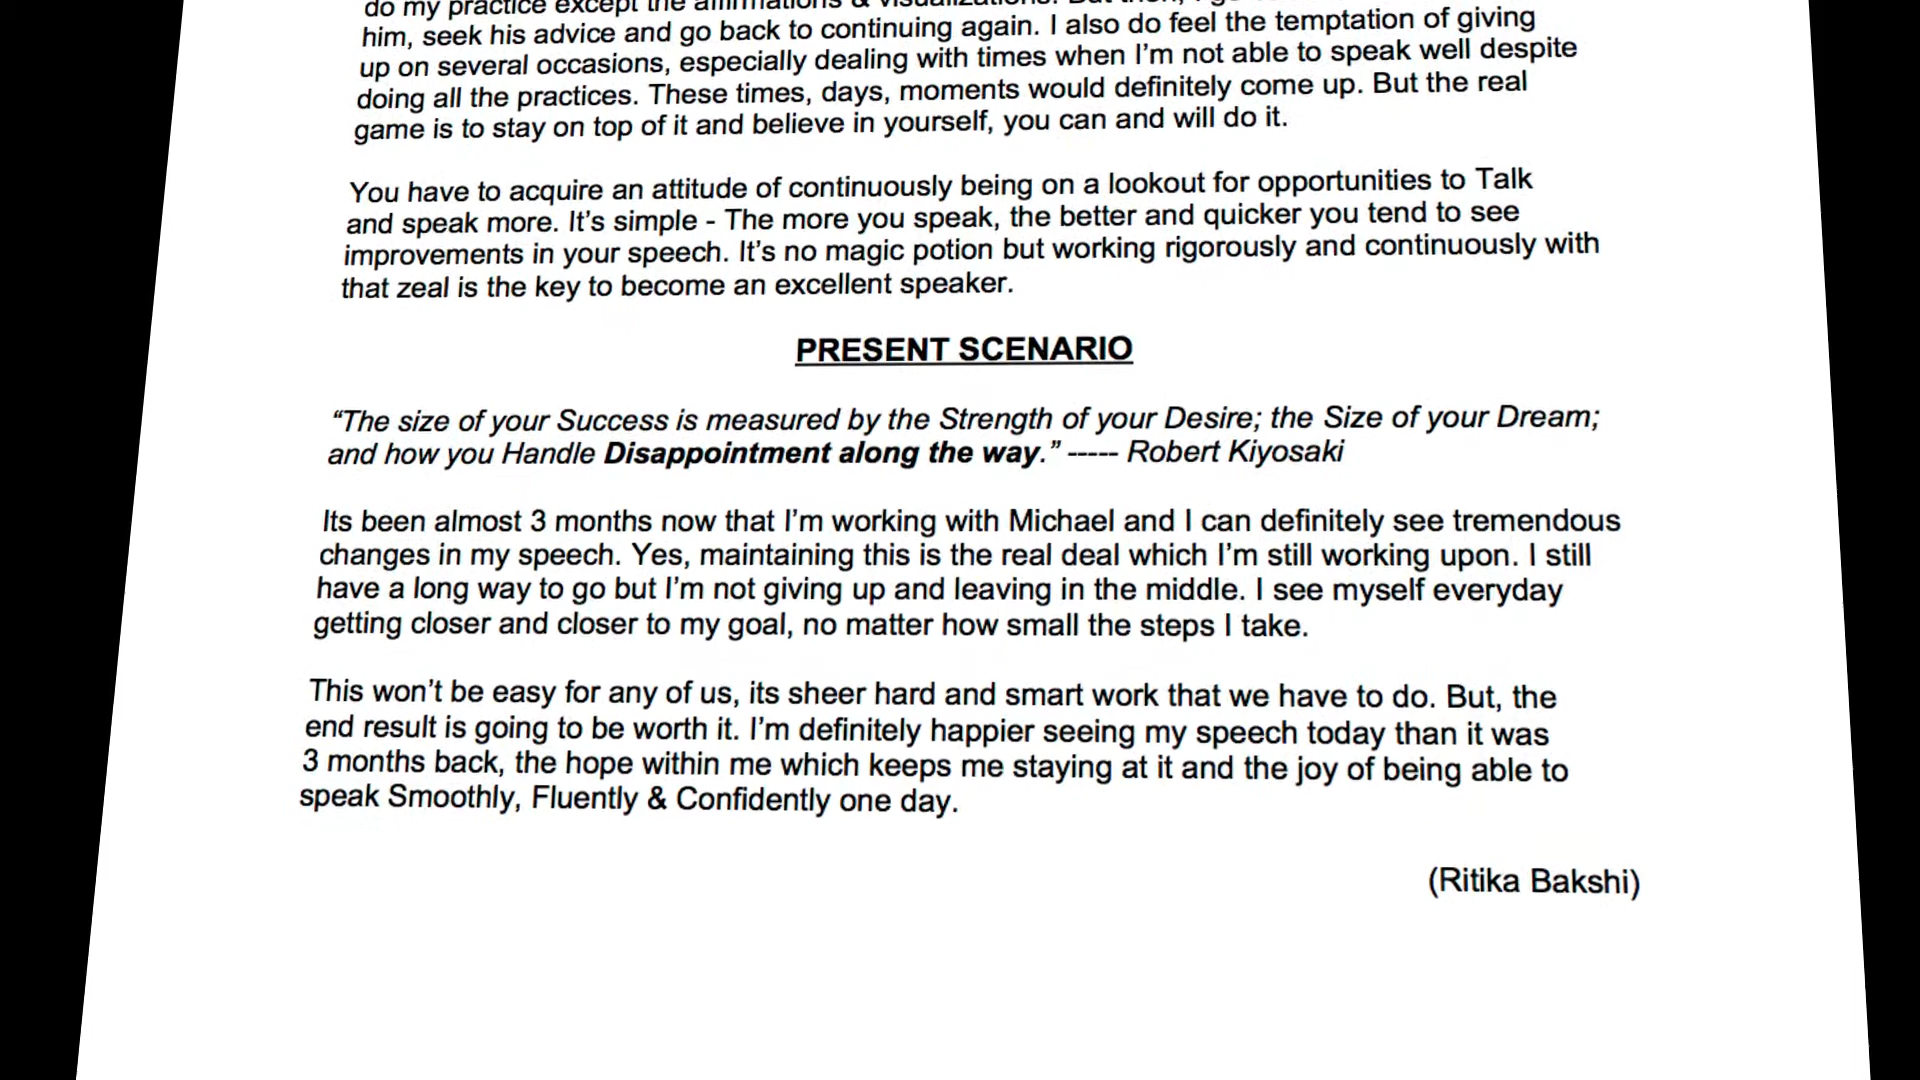 do my practice except the affirmations & visualizations. But then, I go
him, seek his advice and go back to continuing again. I also do feel the temptation of giving
up on several occasions, especially dealing with times when I'm not able to speak well despite
doing all the practices. These times, days, moments would definitely come up. But the real
game is to stay on top of it and believe in yourself, you can and will do it.
You have to acquire an attitude of continuously being on a lookout for opportunities to Talk
and speak more. It's simple - The more you speak, the better and quicker you tend to see
improvements in your speech. It's no magic potion but working rigorously and continuously with
that zeal is the key to become an excellent speaker.
PRESENT SCENARIO
“The size of your Success is measured by the Strength of your Desire; the Size of your Dream;
and how you Handle Disappointment along the way.” ----- Robert Kiyosaki
Its been almost 3 months now that I'm working with Michael and I can definitely see tremendous
changes in my speech. Yes, maintaining this is the real deal which I'm still working upon. I still
have a long way to go but I'm not giving up and leaving in the middle. I see myself everyday
getting closer and closer to my goal, no matter how small the steps I take.
This won't be easy for any of us, its sheer hard and smart work that we have to do. But, the
end result is going to be worth it. I'm definitely happier seeing my speech today than it was
3 months back, the hope within me which keeps me staying at it and the joy of being able to
speak Smoothly, Fluently & Confidently one day.
(Ritika Bakshi)